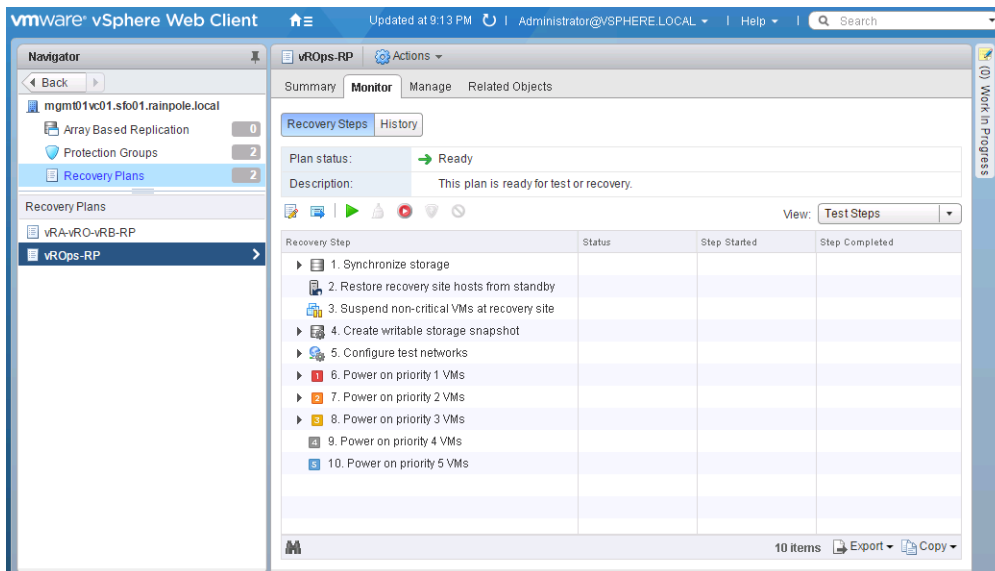 vmware® vSphere Web Client
Updated at 9:13 PM | Administrator@VSPHERE.LOCAL | Help | Search
Navigator
Back
mgmt01vc01.sfo01.rainpole.local
Array Based Replication 0
Protection Groups 2
Recovery Plans 2
Recovery Plans
vRA-vRO-vRB-RP
vROps-RP
vROps-RP Actions
Summary Monitor Manage Related Objects
Recovery Steps History
Plan status: Ready
Description: This plan is ready for test or recovery.
View: Test Steps
Recovery Step Status Step Started Step Completed
1. Synchronize storage
2. Restore recovery site hosts from standby
3. Suspend non-critical VMs at recovery site
4. Create writable storage snapshot
5. Configure test networks
1 6. Power on priority 1 VMs
2 7. Power on priority 2 VMs
3 8. Power on priority 3 VMs
4 9. Power on priority 4 VMs
5 10. Power on priority 5 VMs
10 items Export Copy
(0) Work In Progress